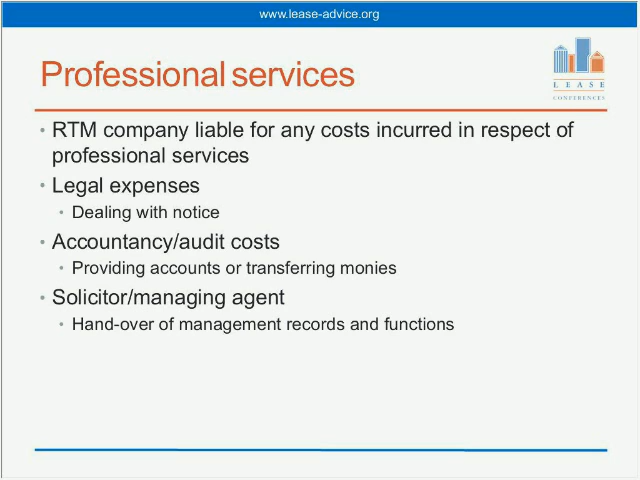 www.lease-advice.org
Professional services
LEASE
CONFERENCES
• RTM company liable for any costs incurred in respect of
professional services
• Legal expenses
• Dealing with notice
• Accountancy/audit costs
• Providing accounts or transferring monies
• Solicitor/managing agent
• Hand-over of management records and functions